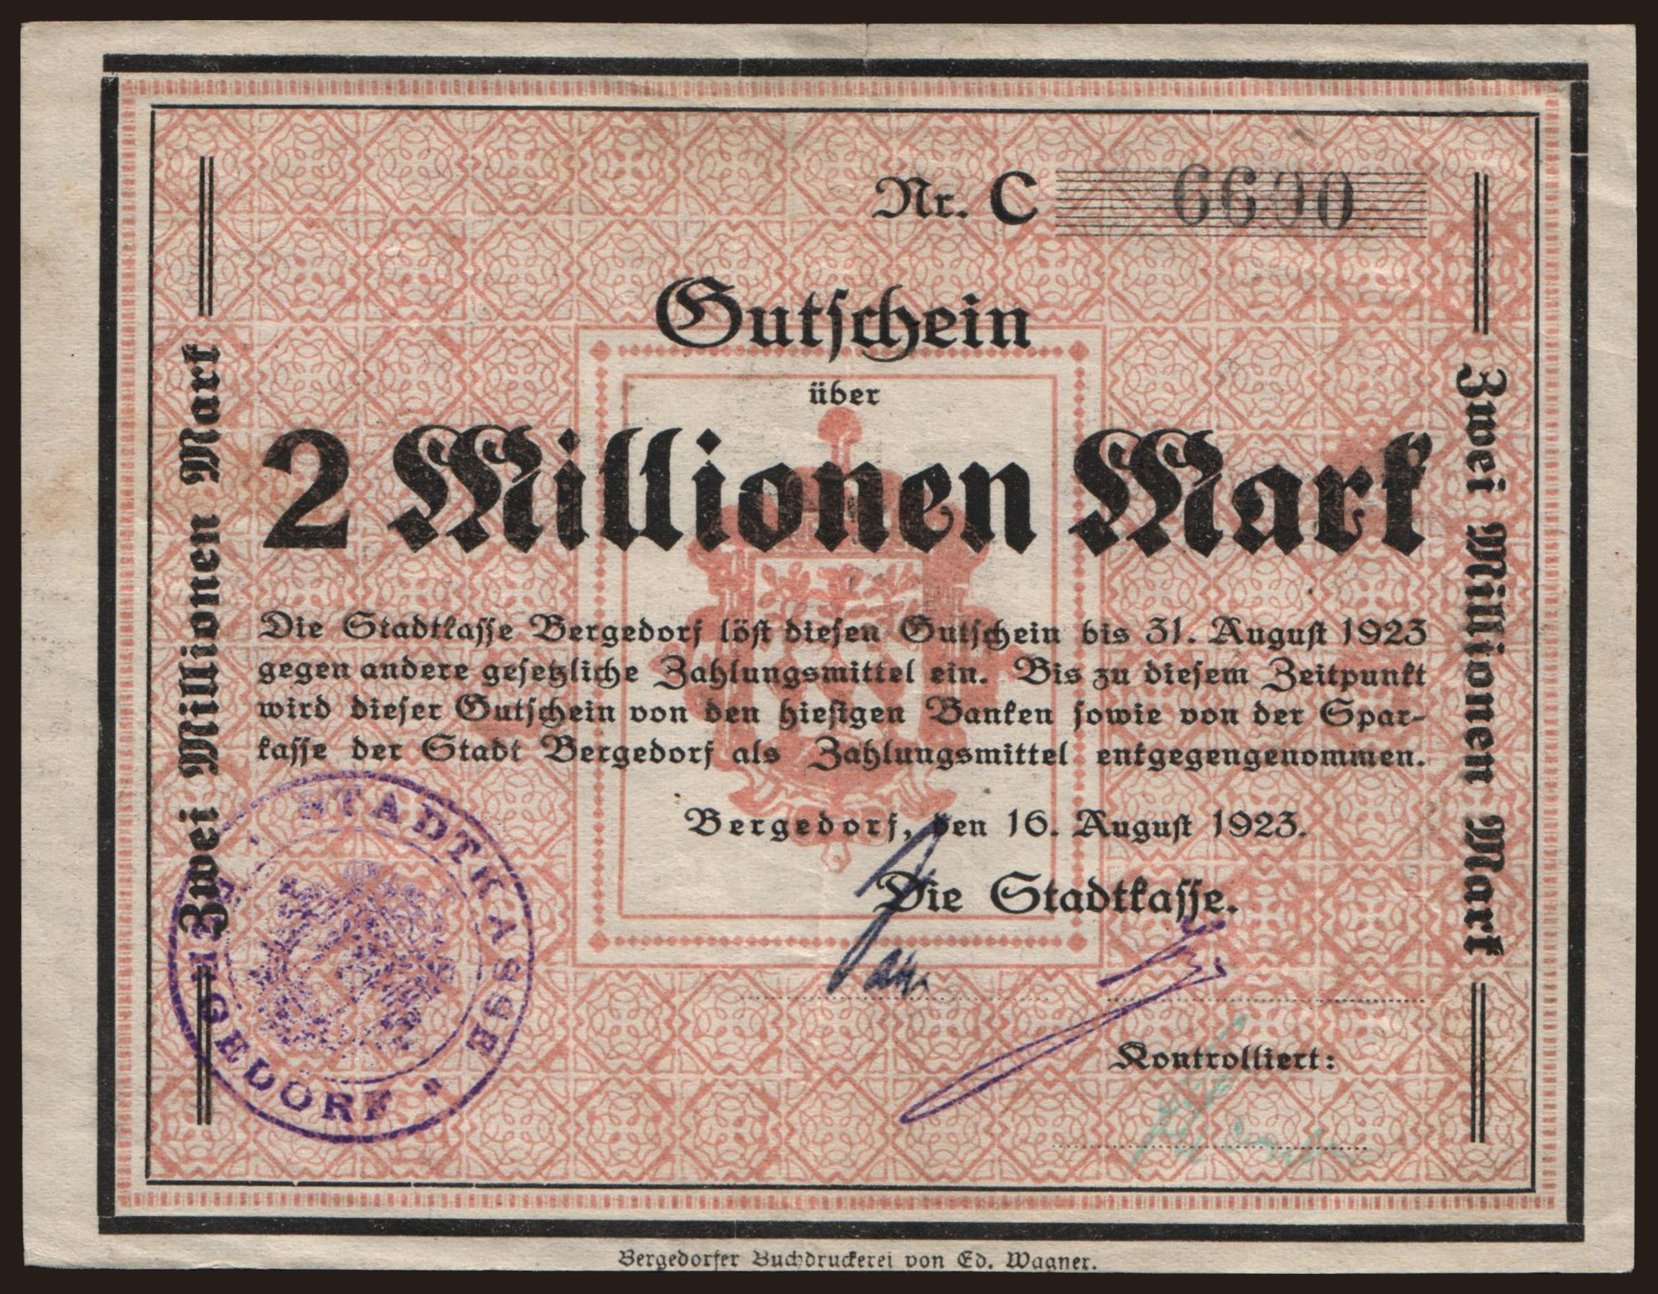 Nr. C 6690
Gutschein
über
2 Millionen Mark
Die Stadtkasse Bergedorf löst diesen Gutschein bis 31. August 1923
gegen andere gesetzliche Zahlungsmittel ein. Bis zu diesem Zeitpunkt
wird dieser Gutschein von den hiesigen Banken sowie von der Spar-
kasse der Stadt Bergedorf als Zahlungsmittel entgegengenommen.
Bergedorf, den 16. August 1923.
Die Stadtkasse.
Kontrolliert:
Zwei Millionen Mark
Zwei Millionen Mark
STADTKASSE
BERGEDORF
Bergedorfer Buchdruckerei von Ed. Wagner.